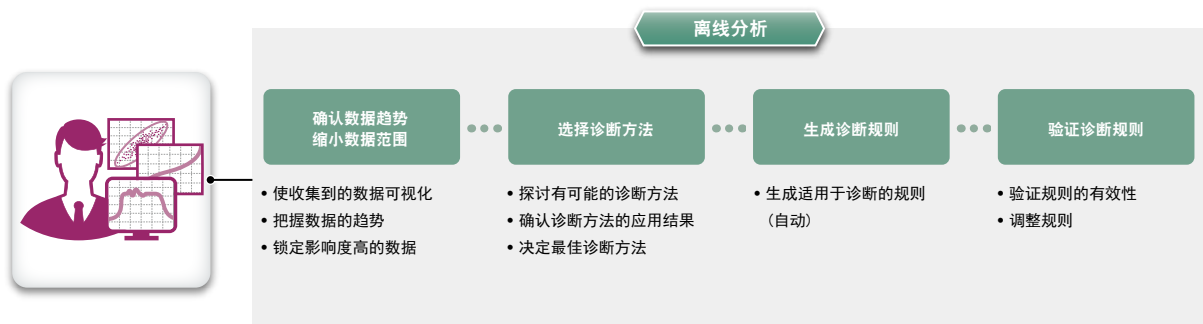 离线分析
确认数据趋势
缩小数据范围
选择诊断方法
生成诊断规则
验证诊断规则
• 使收集到的数据可视化
• 把握数据的趋势
• 锁定影响度高的数据
• 探讨有可能的诊断方法
• 确认诊断方法的应用结果
• 决定最佳诊断方法
• 生成适用于诊断的规则
（自动）
• 验证规则的有效性
• 调整规则